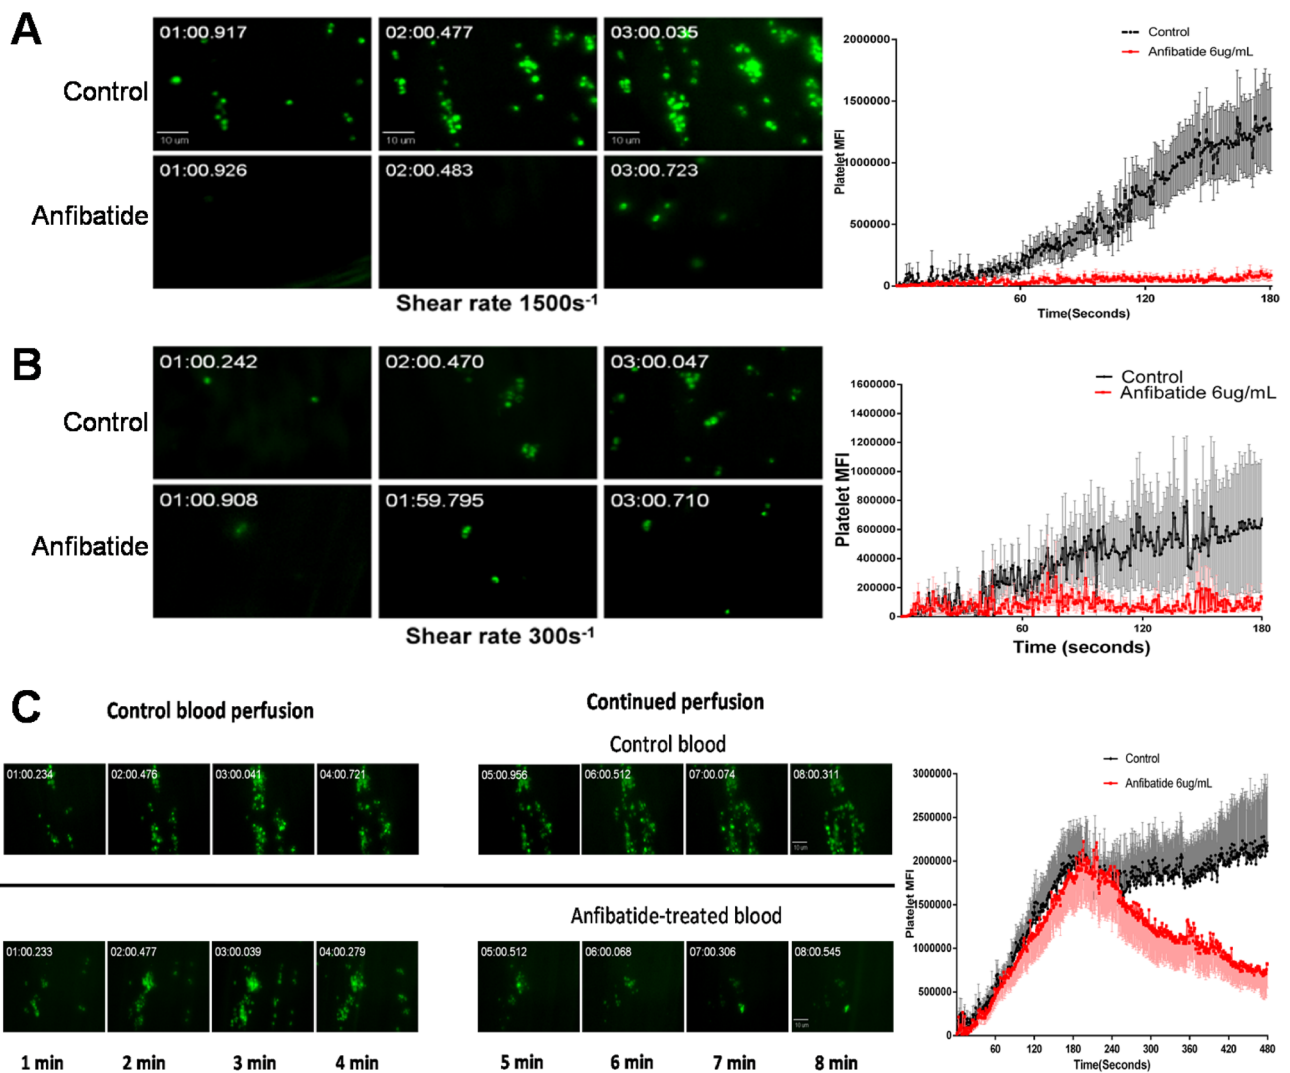 A
Control
01:00.917
02:00.477
03:00.035
10 um
10 um
10 um
Anfibatide
01:00.926
02:00.483
03:00.723
Shear rate 1500s-1
Control
Anfibatide 6ug/mL
Platelet MFI
2000000
1500000
1000000
500000
0
60
120
180
Time(Seconds)
B
Control
01:00.242
02:00.470
03:00.047
Anfibatide
01:00.908
01:59.795
03:00.710
Shear rate 300s-1
Control
Anfibatide 6ug/mL
Platelet MFI
1600000
1400000
1200000
1000000
800000
600000
400000
200000
0
60
120
180
Time (seconds)
C
Control blood perfusion
Continued perfusion
Control blood
01:00.234
02:00.476
03:00.041
04:00.721
05:00.956
06:00.512
07:00.074
08:00.311
10 um
Anfibatide-treated blood
01:00.233
02:00.477
03:00.039
04:00.279
05:00.512
06:00.068
07:00.306
08:00.545
10 um
1 min
2 min
3 min
4 min
5 min
6 min
7 min
8 min
Control
Anfibatide 6ug/mL
Platelet MFI
3000000
2500000
2000000
1500000
1000000
500000
0
60
120
180
240
300
360
420
480
Time(Seconds)